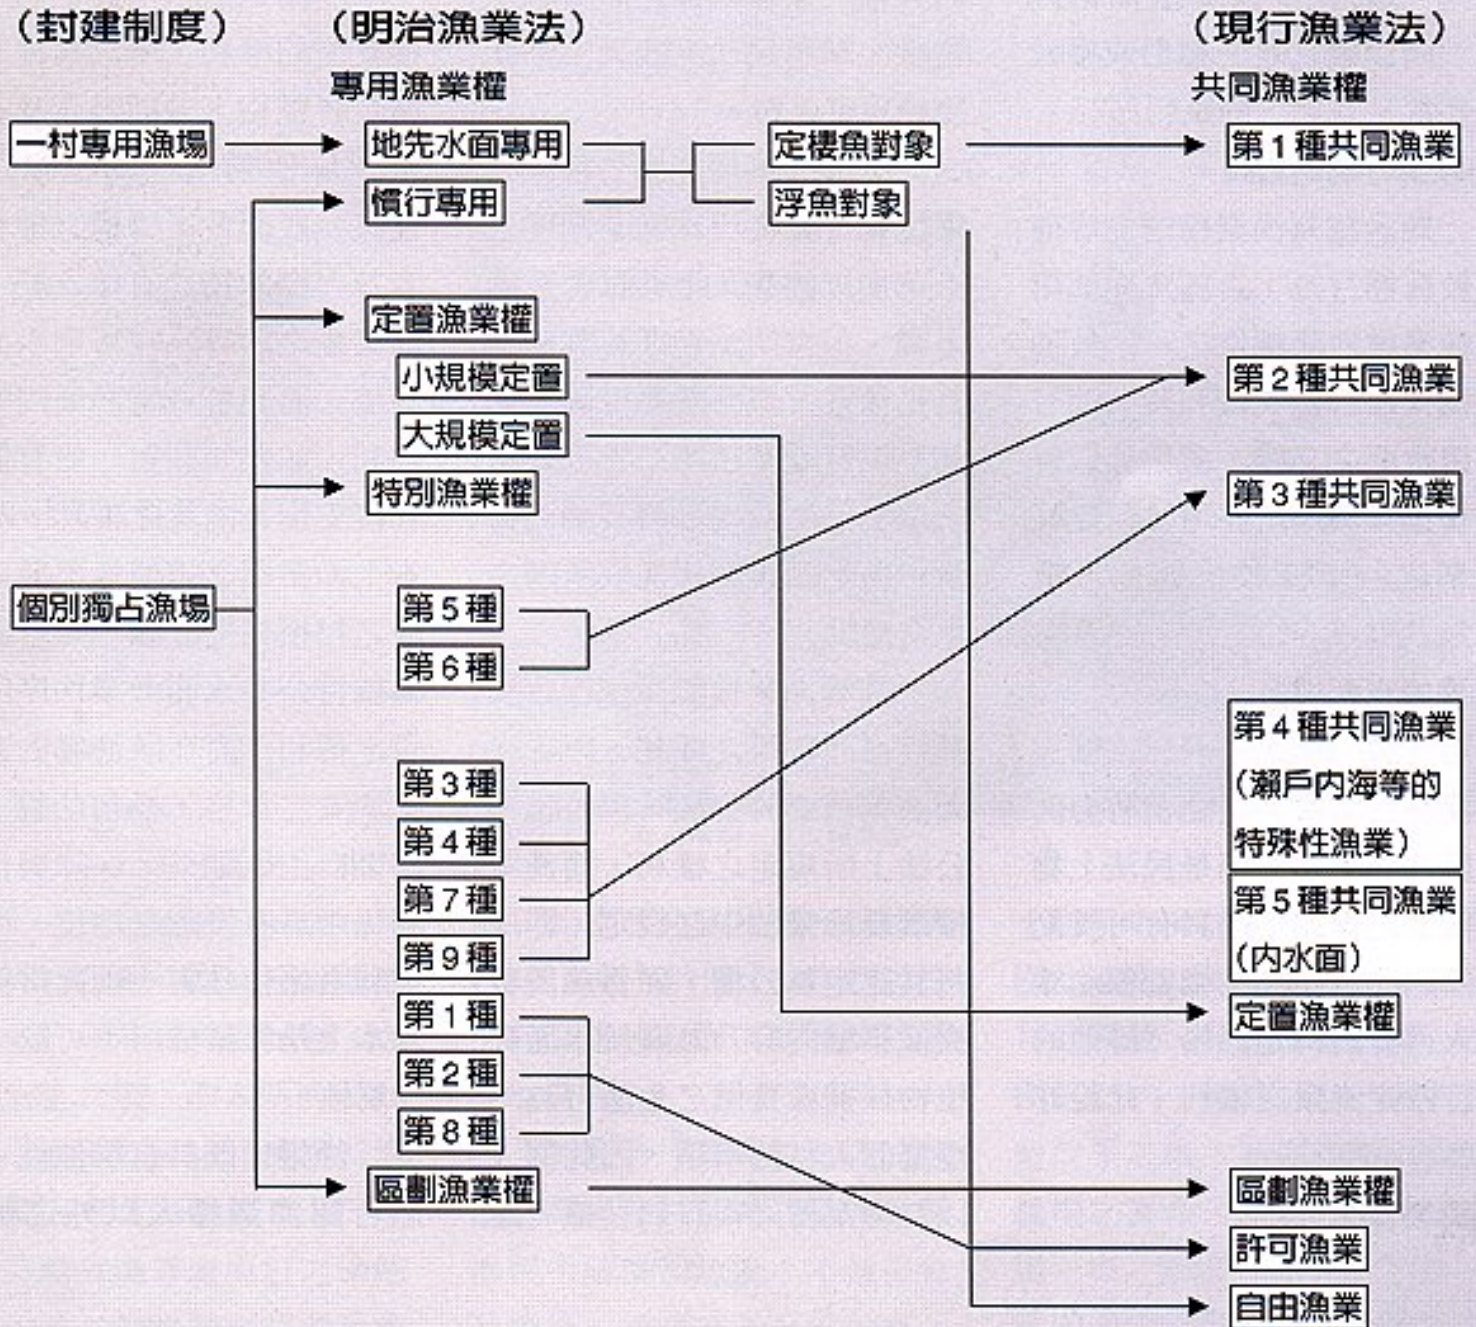 （封建制度）
（明治漁業法）
（現行漁業法）
專用漁業權
共同漁業權
一村專用漁場
地先水面專用
定棲魚對象
第1種共同漁業
慣行專用
浮魚對象
定置漁業權
小規模定置
第2種共同漁業
大規模定置
特別漁業權
第3種共同漁業
個別獨占漁場
第5種
第6種
第4種共同漁業
（瀨戶內海等的
特殊性漁業）
第3種
第4種
第7種
第5種共同漁業
（內水面）
第9種
第1種
定置漁業權
第2種
第8種
區劃漁業權
區劃漁業權
許可漁業
自由漁業